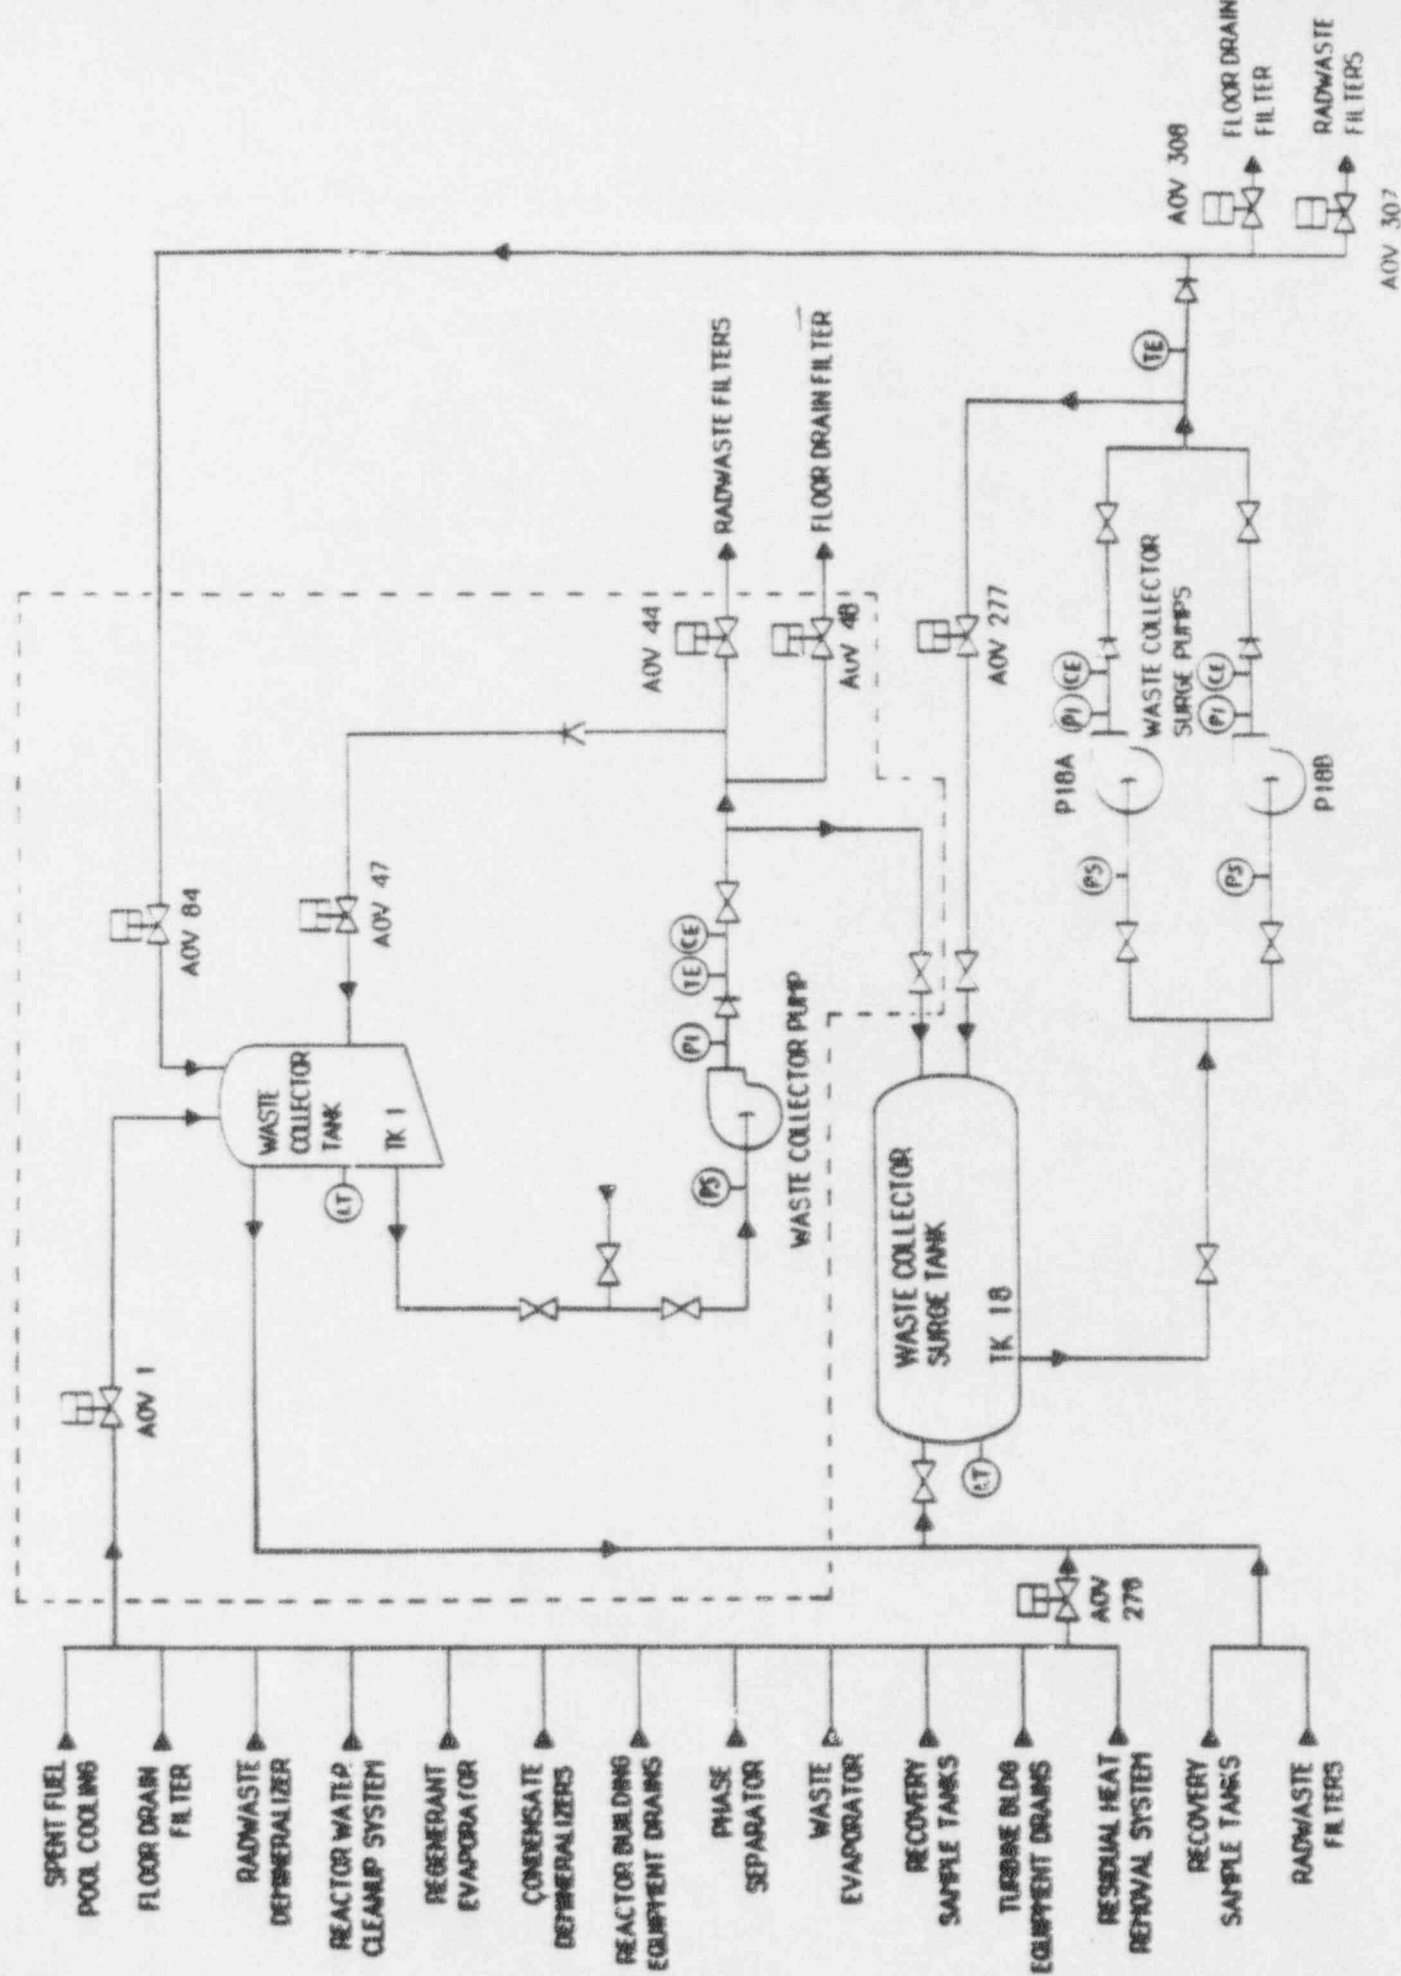 FLOOR DRAIN
FILTER
RADWASTE
FILTERS
AOV 308
AOV 307
RADWASTE FILTERS
FLOOR DRAIN FILTER
TE
AOV 44
AOV 48
AOV 277
WASTE COLLECTOR
SURGE PUMPS
PI
CE
PI
CE
P18A
P18B
PS
PS
AOV 84
AOV 47
CE
TE
PI
PS
WASTE COLLECTOR PUMP
WASTE
COLLECTOR
TANK
TK 1
LT
WASTE COLLECTOR
SURGE TANK
TK 18
LT
AOV 1
AOV
278
SPENT FUEL
POOL COOLING
FLOOR DRAIN
FILTER
RADWASTE
DEMINERALIZER
REACTOR WATER
CLEANUP SYSTEM
REGENERANT
EVAPORATOR
CONDENSATE
DEMINERALIZERS
REACTOR BUILDING
EQUIPMENT DRAINS
PHASE
SEPARATOR
WASTE
EVAPORATOR
RECOVERY
SAMPLE TANKS
TURBINE BLDG
EQUIPMENT DRAINS
RESIDUAL HEAT
REMOVAL SYSTEM
RECOVERY
SAMPLE TANKS
RADWASTE
FILTERS